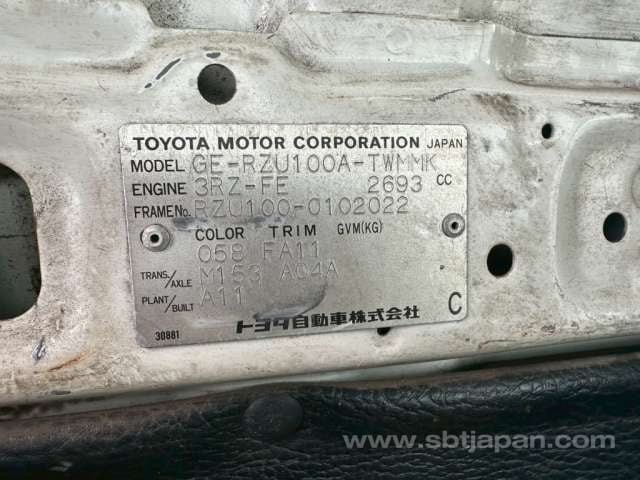 TOYOTA MOTOR CORPORATION JAPAN
MODEL GE-RZU100A-TWMMK
ENGINE 3RZ-FE 2693 CC
FRAME No. RZU100-0102022
COLOR TRIM GVM(KG)
058 FA11
TRANS./AXLE M153 A04A
PLANT/BUILT A11
C
30881 トヨタ自動車株式会社
www.sbtjapan.com